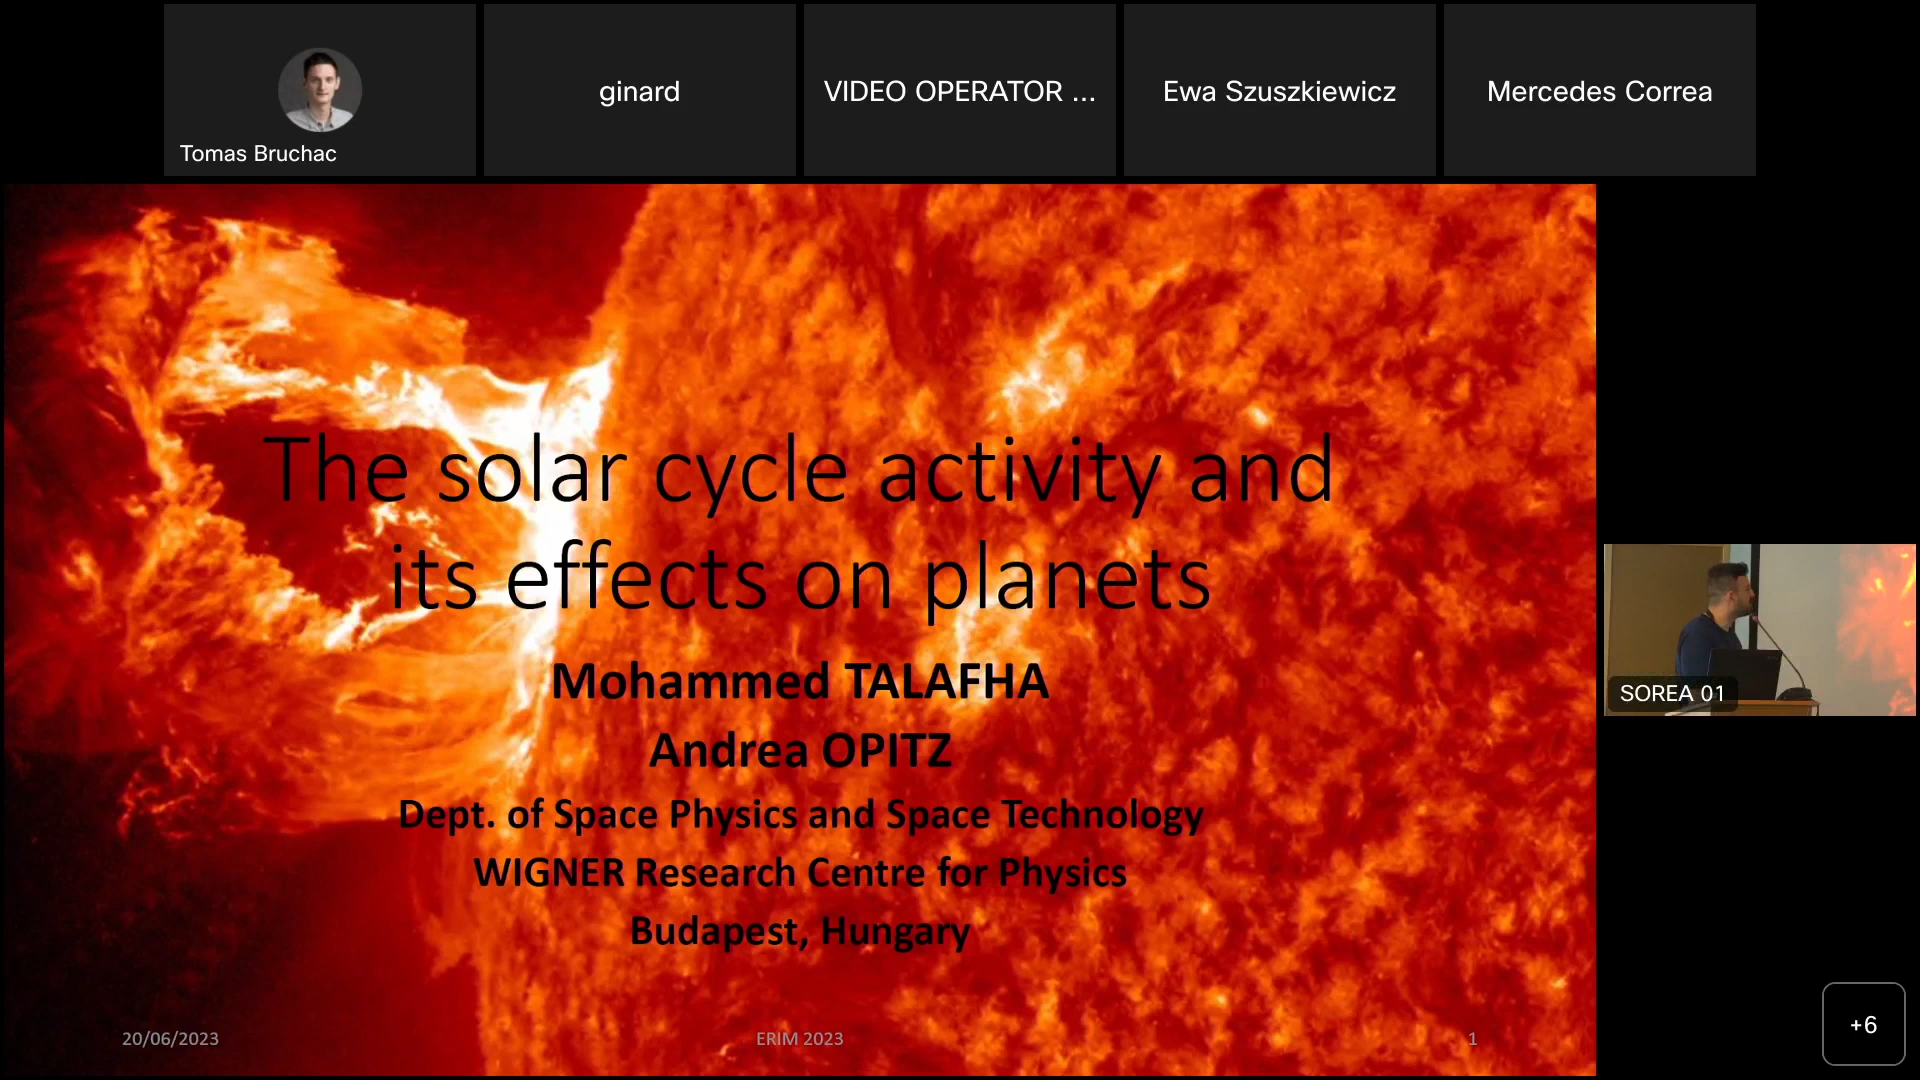 Tomas Bruchac
ginard
VIDEO OPERATOR ...
Ewa Szuszkiewicz
Mercedes Correa
The solar cycle activity and
its effects on planets
Mohammed TALAFHA
Andrea OPITZ
Dept. of Space Physics and Space Technology
WIGNER Research Centre for Physics
Budapest, Hungary
20/06/2023
ERIM 2023
1
SOREA 01
+6